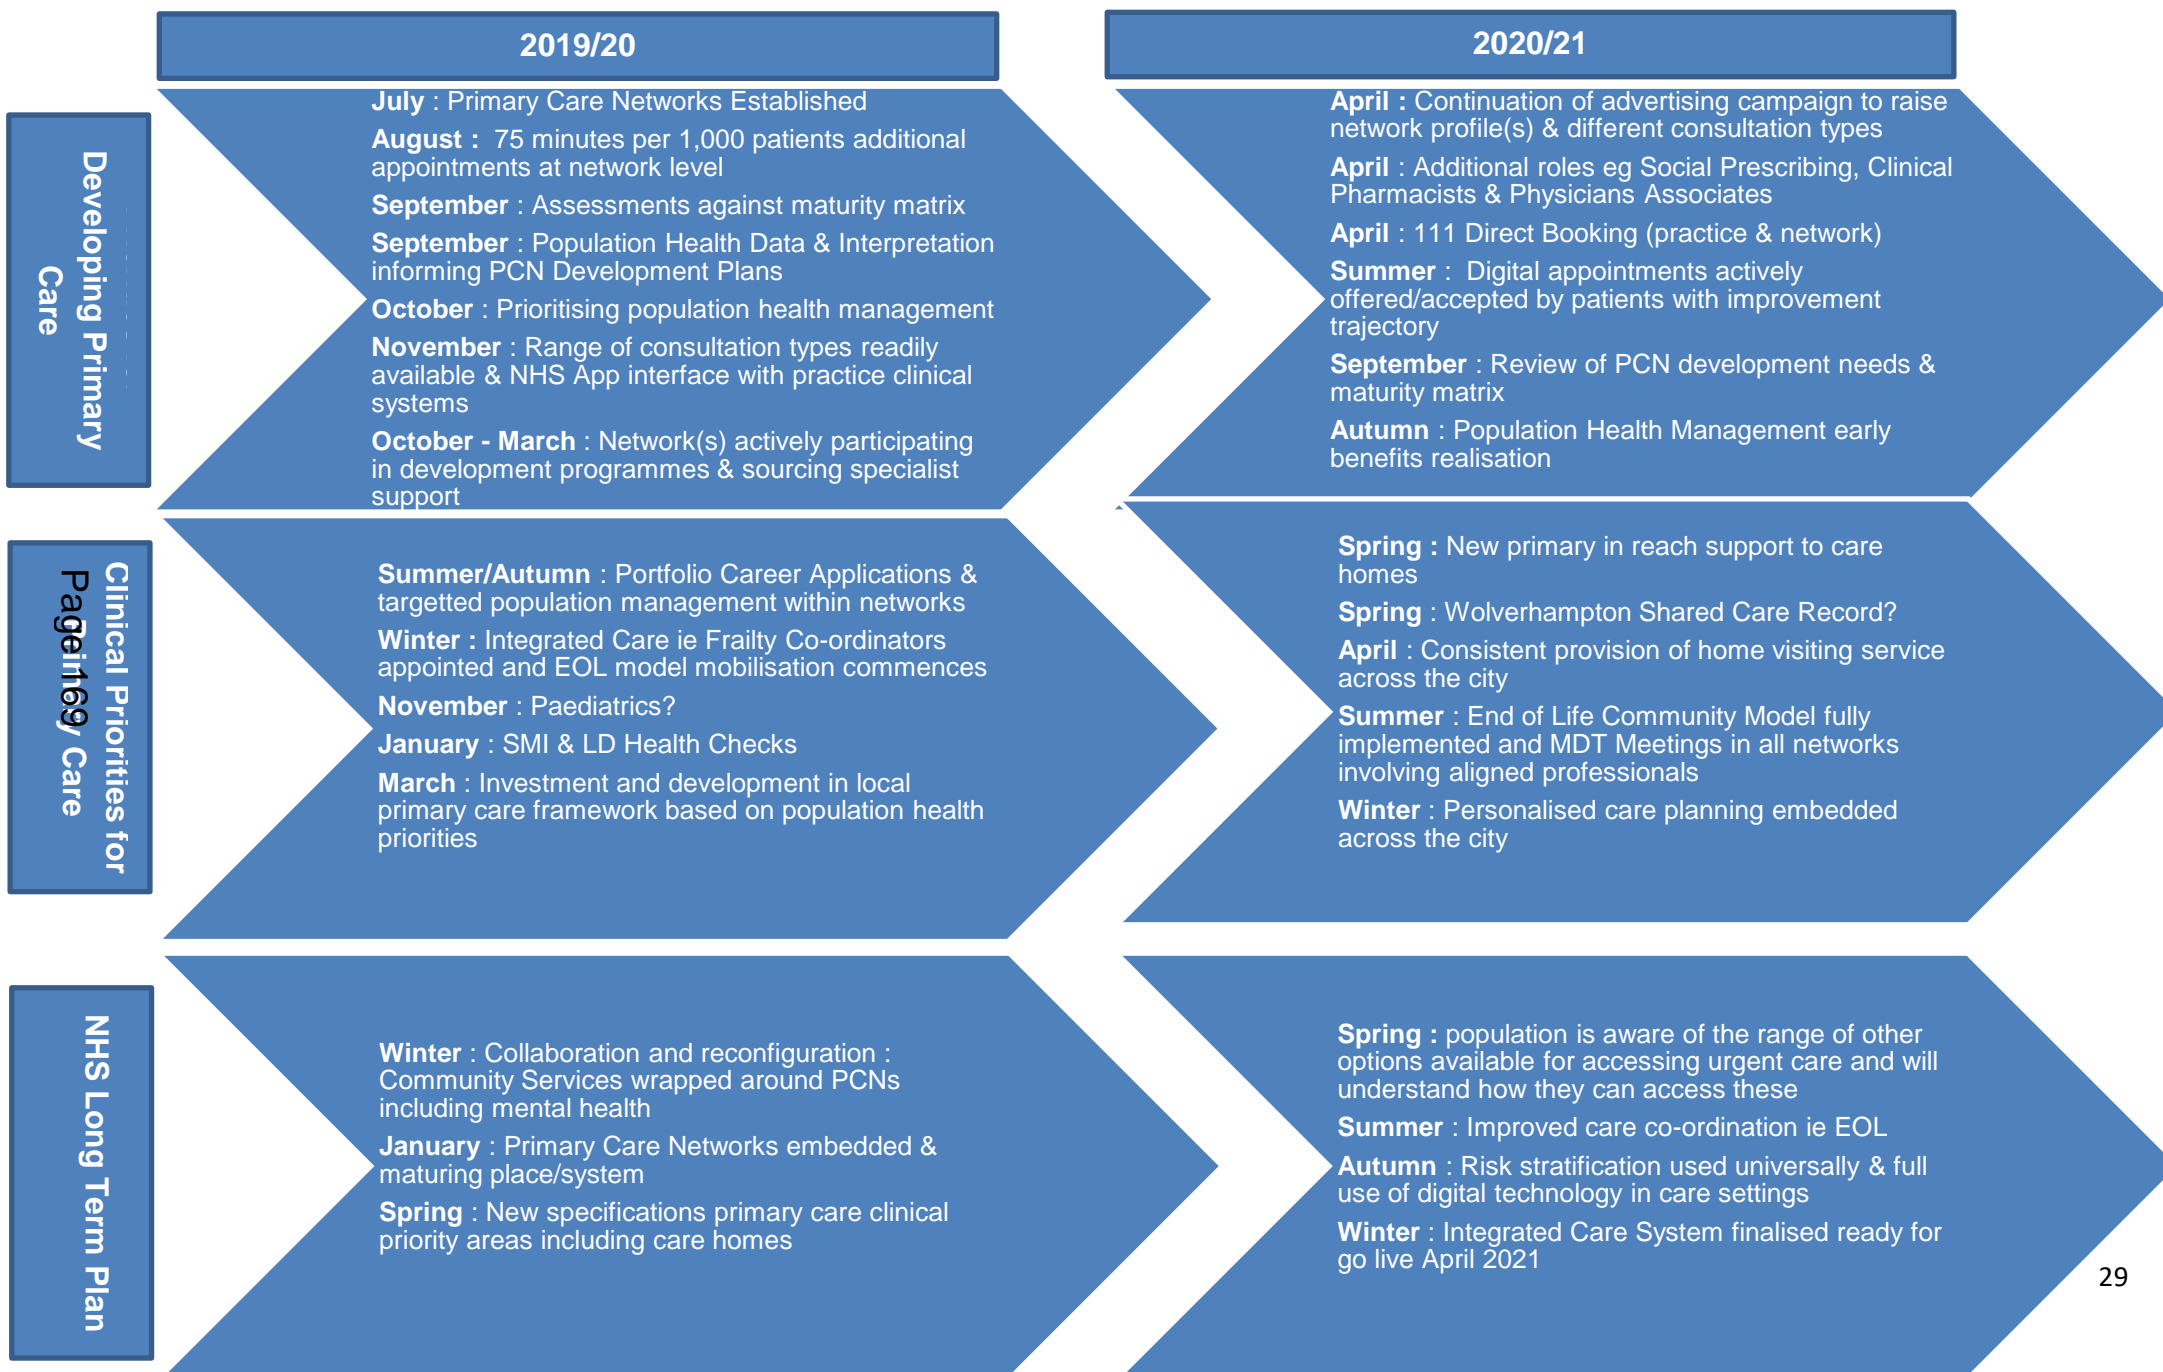 2019/20
2020/21
Developing Primary
Care
July : Primary Care Networks Established
August :  75 minutes per 1,000 patients additional
appointments at network level
September : Assessments against maturity matrix
September : Population Health Data & Interpretation
informing PCN Development Plans
October : Prioritising population health management
November : Range of consultation types readily
available & NHS App interface with practice clinical
systems
October - March : Network(s) actively participating
in development programmes & sourcing specialist
support
April : Continuation of advertising campaign to raise
network profile(s) & different consultation types
April : Additional roles eg Social Prescribing, Clinical
Pharmacists & Physicians Associates
April : 111 Direct Booking (practice & network)
Summer :  Digital appointments actively
offered/accepted by patients with improvement
trajectory
September : Review of PCN development needs &
maturity matrix
Autumn : Population Health Management early
benefits realisation
Clinical Priorities for
Primary Care
Page 169
Summer/Autumn : Portfolio Career Applications &
targetted population management within networks
Winter : Integrated Care ie Frailty Co-ordinators
appointed and EOL model mobilisation commences
November : Paediatrics?
January : SMI & LD Health Checks
March : Investment and development in local
primary care framework based on population health
priorities
Spring : New primary in reach support to care
homes
Spring : Wolverhampton Shared Care Record?
April : Consistent provision of home visiting service
across the city
Summer : End of Life Community Model fully
implemented and MDT Meetings in all networks
involving aligned professionals
Winter : Personalised care planning embedded
across the city
NHS Long Term Plan
Winter : Collaboration and reconfiguration :
Community Services wrapped around PCNs
including mental health
January : Primary Care Networks embedded &
maturing place/system
Spring : New specifications primary care clinical
priority areas including care homes
Spring : population is aware of the range of other
options available for accessing urgent care and will
understand how they can access these
Summer : Improved care co-ordination ie EOL
Autumn : Risk stratification used universally & full
use of digital technology in care settings
Winter : Integrated Care System finalised ready for
go live April 2021
29